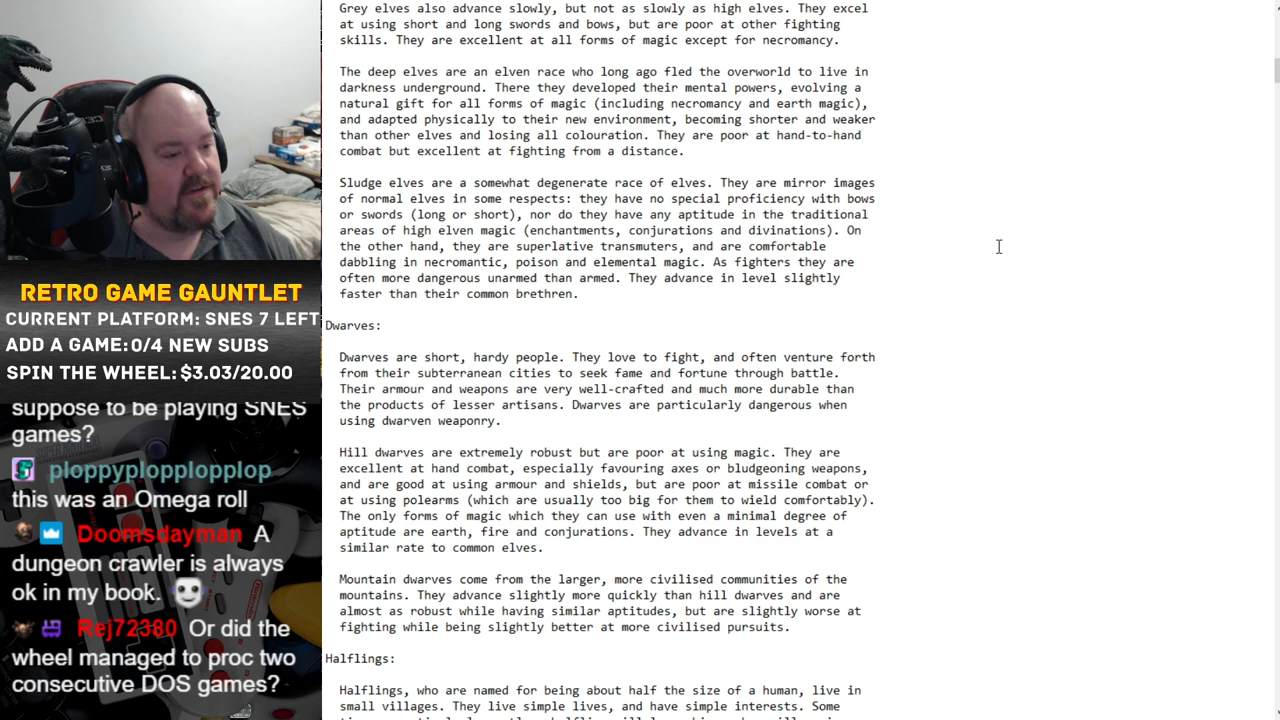 Grey elves also advance slowly, but not as slowly as high elves. They excel
at using short and long swords and bows, but are poor at other fighting
skills. They are excellent at all forms of magic except for necromancy.
The deep elves are an elven race who long ago fled the overworld to live in
darkness underground. There they developed their mental powers, evolving a
natural gift for all forms of magic (including necromancy and earth magic),
and adapted physically to their new environment, becoming shorter and weaker
than other elves and losing all colouration. They are poor at hand-to-hand
combat but excellent at fighting from a distance.
Sludge elves are a somewhat degenerate race of elves. They are mirror images
of normal elves in some respects: they have no special proficiency with bows
or swords (long or short), nor do they have any aptitude in the traditional
areas of high elven magic (enchantments, conjurations and divinations). On
the other hand, they are superlative transmuters, and are comfortable
dabbling in necromantic, poison and elemental magic. As fighters they are
often more dangerous unarmed than armed. They advance in level slightly
faster than their common brethren.
Dwarves:
Dwarves are short, hardy people. They love to fight, and often venture forth
from their subterranean cities to seek fame and fortune through battle.
Their armour and weapons are very well-crafted and much more durable than
the products of lesser artisans. Dwarves are particularly dangerous when
using dwarven weaponry.
Hill dwarves are extremely robust but are poor at using magic. They are
excellent at hand combat, especially favouring axes or bludgeoning weapons,
and are good at using armour and shields, but are poor at missile combat or
at using polearms (which are usually too big for them to wield comfortably).
The only forms of magic which they can use with even a minimal degree of
aptitude are earth, fire and conjurations. They advance in levels at a
similar rate to common elves.
Mountain dwarves come from the larger, more civilised communities of the
mountains. They advance slightly more quickly than hill dwarves and are
almost as robust while having similar aptitudes, but are slightly worse at
fighting while being slightly better at more civilised pursuits.
Halflings:
Halflings, who are named for being about half the size of a human, live in
small villages. They live simple lives, and have simple interests. Some
RETRO GAME GAUNTLET
CURRENT PLATFORM: SNES 7 LEFT
ADD A GAME: 0/4 NEW SUBS
SPIN THE WHEEL: $3.03/20.00
suppose to be playing SNES
games?
ploppyplopplopplop
this was an Omega roll
Doomsdayman A
dungeon crawler is always
ok in my book.
Rej72380 Or did the
wheel managed to proc two
consecutive DOS games?